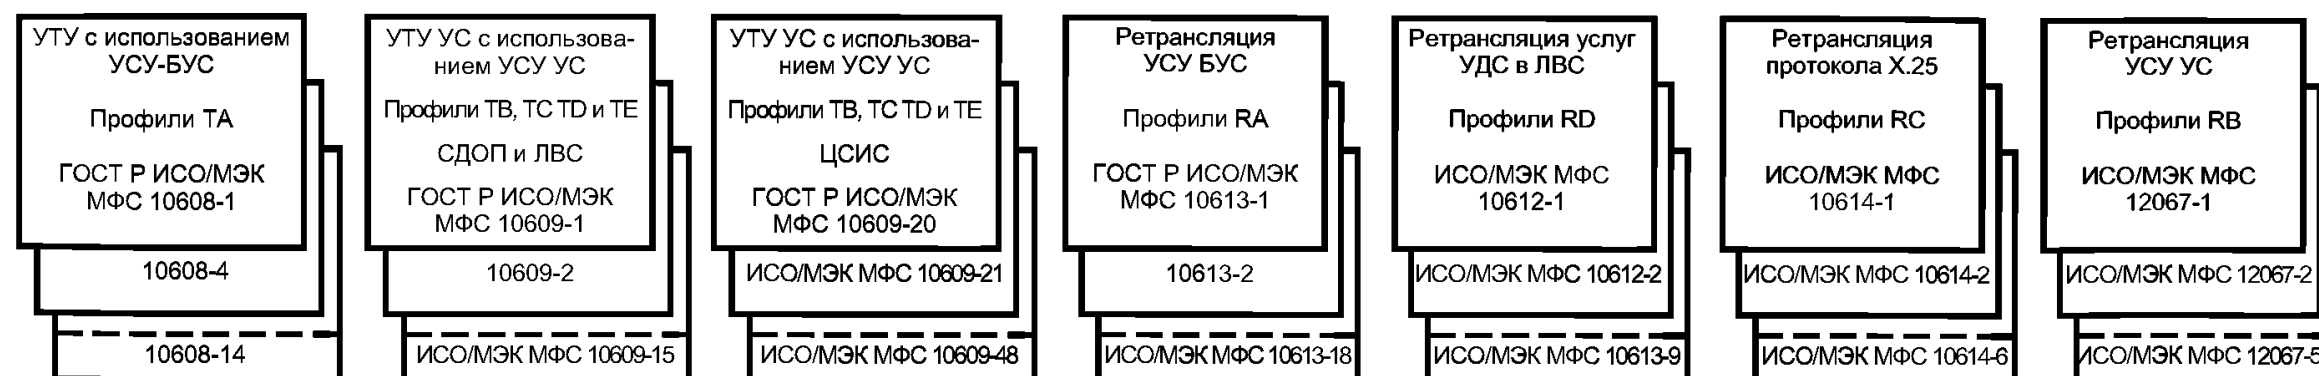 УТУ с использованием
УСУ-БУС
Профили TA
ГОСТ Р ИСО/МЭК
МФС 10608-1
10608-4
10608-14
УТУ УС с использова-
нием УСУ УС
Профили TB, TC TD и TE
СДОП и ЛВС
ГОСТ Р ИСО/МЭК
МФС 10609-1
10609-2
ИСО/МЭК МФС 10609-15
УТУ УС с использова-
нием УСУ УС
Профили TB, TC TD и TE
ЦСИС
ГОСТ Р ИСО/МЭК
МФС 10609-20
ИСО/МЭК МФС 10609-21
ИСО/МЭК МФС 10609-48
Ретрансляция
УСУ БУС
Профили RA
ГОСТ Р ИСО/МЭК
МФС 10613-1
10613-2
ИСО/МЭК МФС 10613-18
Ретрансляция услуг
УДС в ЛВС
Профили RD
ИСО/МЭК МФС
10612-1
ИСО/МЭК МФС 10612-2
ИСО/МЭК МФС 10613-9
Ретрансляция
протокола X.25
Профили RC
ИСО/МЭК МФС
10614-1
ИСО/МЭК МФС 10614-2
ИСО/МЭК МФС 10614-6
Ретрансляция
УСУ УС
Профили RB
ИСО/МЭК МФС
12067-1
ИСО/МЭК МФС 12067-2
ИСО/МЭК МФС 12067-5